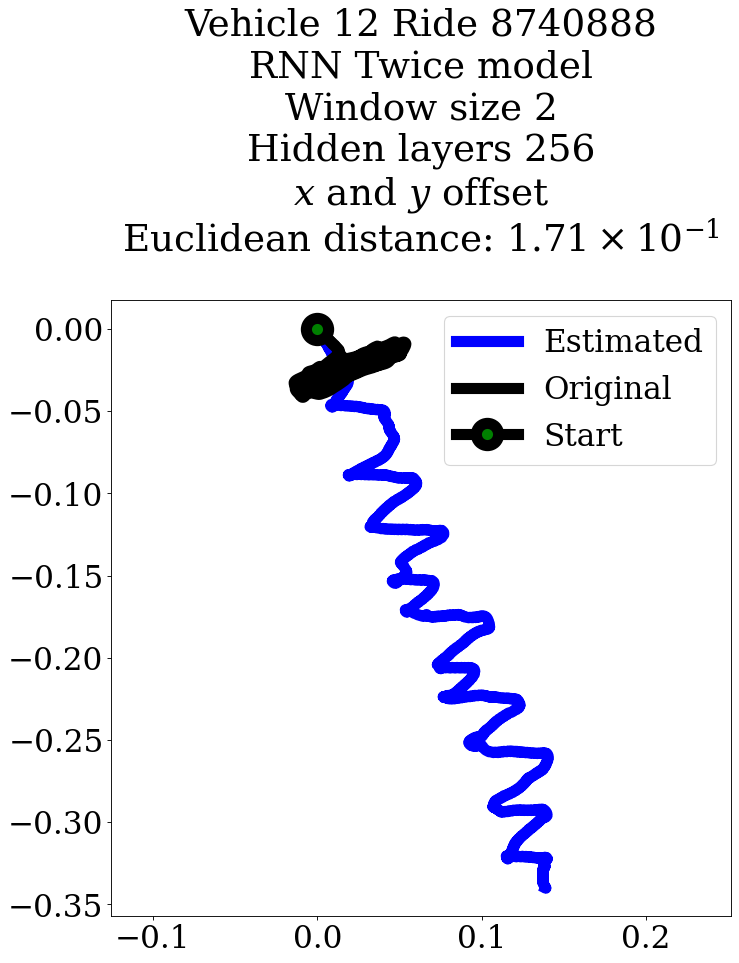 Vehicle 12 Ride 8740888
RNN Twice model
Window size 2
Hidden layers 256
x and y offset
Euclidean distance: 1.71 × 10⁻¹
Estimated
Original
Start
0.00
−0.05
−0.10
−0.15
−0.20
−0.25
−0.30
−0.35
−0.1 0.0 0.1 0.2